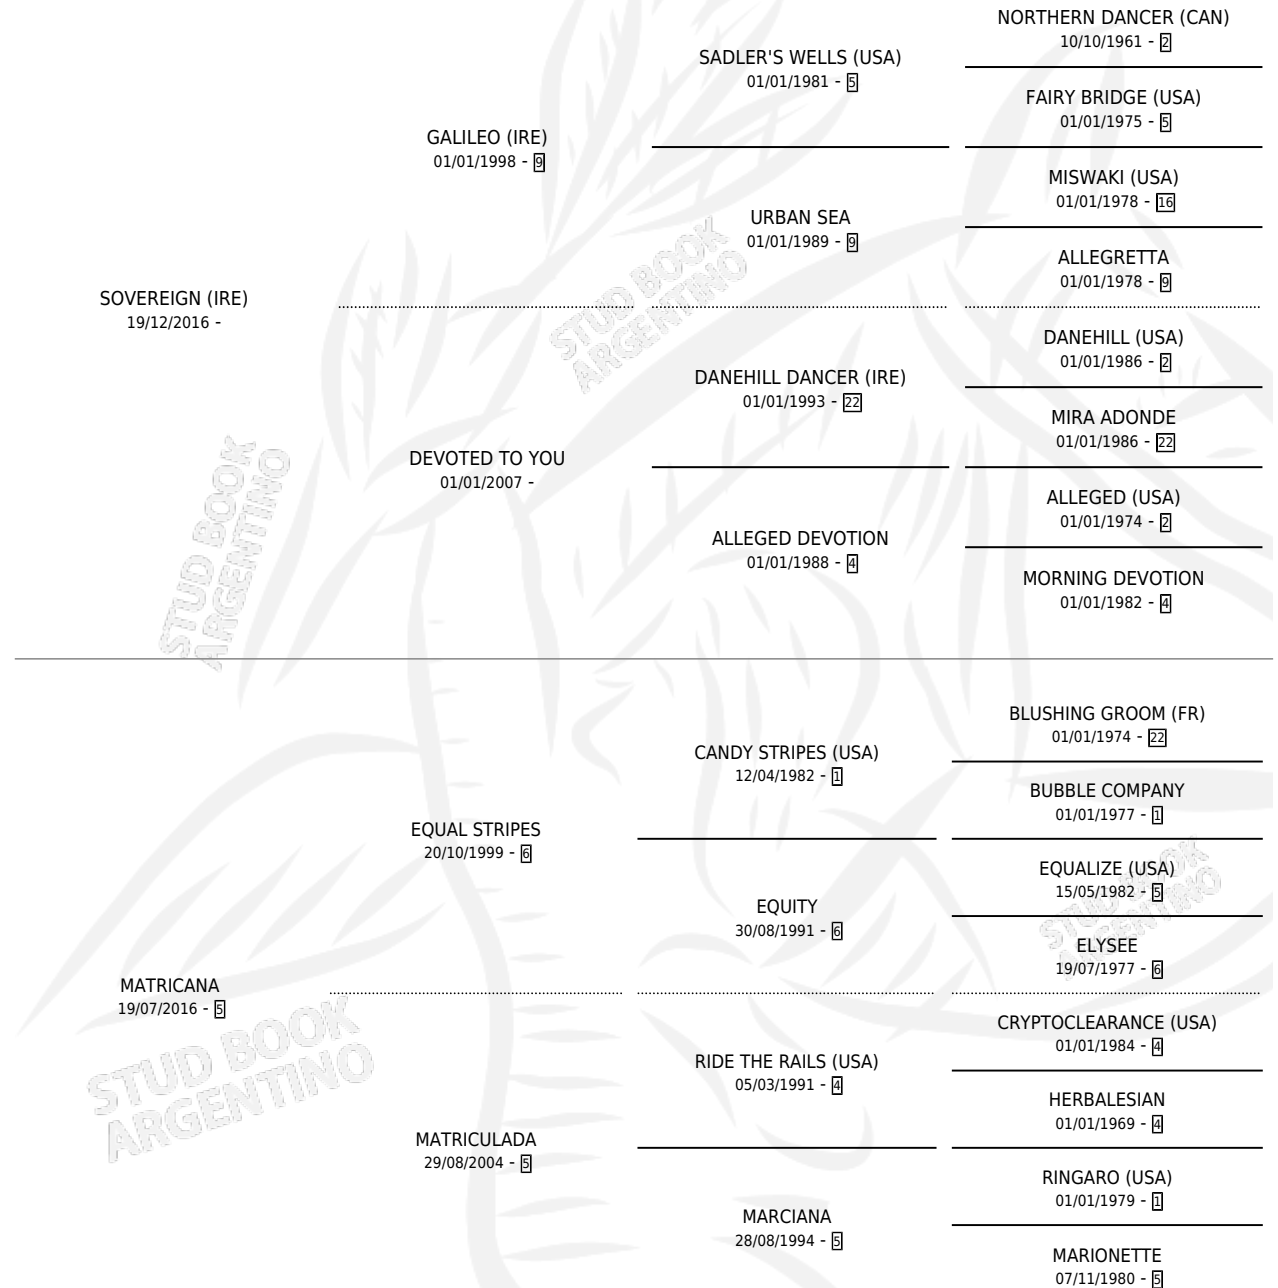 NORTHERN DANCER (CAN)
10/10/1961 - 2
SADLER'S WELLS (USA)
01/01/1981 - 5
FAIRY BRIDGE (USA)
01/01/1975 - 5
GALILEO (IRE)
01/01/1998 - 9
MISWAKI (USA)
01/01/1978 - 16
URBAN SEA
01/01/1989 - 9
ALLEGRETTA
01/01/1978 - 9
SOVEREIGN (IRE)
19/12/2016 -
DANEHILL (USA)
01/01/1986 - 2
DANEHILL DANCER (IRE)
01/01/1993 - 22
MIRA ADONDE
01/01/1986 - 22
DEVOTED TO YOU
01/01/2007 -
ALLEGED (USA)
01/01/1974 - 2
ALLEGED DEVOTION
01/01/1988 - 4
MORNING DEVOTION
01/01/1982 - 4
BLUSHING GROOM (FR)
01/01/1974 - 22
CANDY STRIPES (USA)
12/04/1982 - 1
BUBBLE COMPANY
01/01/1977 - 1
EQUAL STRIPES
20/10/1999 - 6
EQUALIZE (USA)
15/05/1982 - 5
EQUITY
30/08/1991 - 6
ELYSEE
19/07/1977 - 6
MATRICANA
19/07/2016 - 5
CRYPTOCLEARANCE (USA)
01/01/1984 - 4
RIDE THE RAILS (USA)
05/03/1991 - 4
HERBALESIAN
01/01/1969 - 4
MATRICULADA
29/08/2004 - 5
RINGARO (USA)
01/01/1979 - 1
MARCIANA
28/08/1994 - 5
MARIONETTE
07/11/1980 - 5
STUD BOOK
ARGENTINO
STUD BOOK
ARGENTINO
STUD BOOK
ARGENTINO
STUD BOOK
ARGENTINO